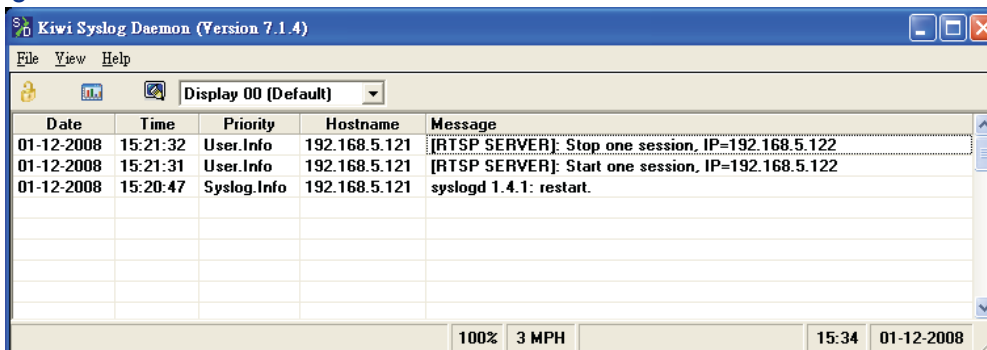 Kiwi Syslog Daemon (Version 7.1.4)
File View Help
Display 00 (Default)
Date Time Priority Hostname Message
01-12-2008 15:21:32 User.Info 192.168.5.121 [RTSP SERVER]: Stop one session, IP=192.168.5.122
01-12-2008 15:21:31 User.Info 192.168.5.121 [RTSP SERVER]: Start one session, IP=192.168.5.122
01-12-2008 15:20:47 Syslog.Info 192.168.5.121 syslogd 1.4.1: restart.
100% 3 MPH 15:34 01-12-2008